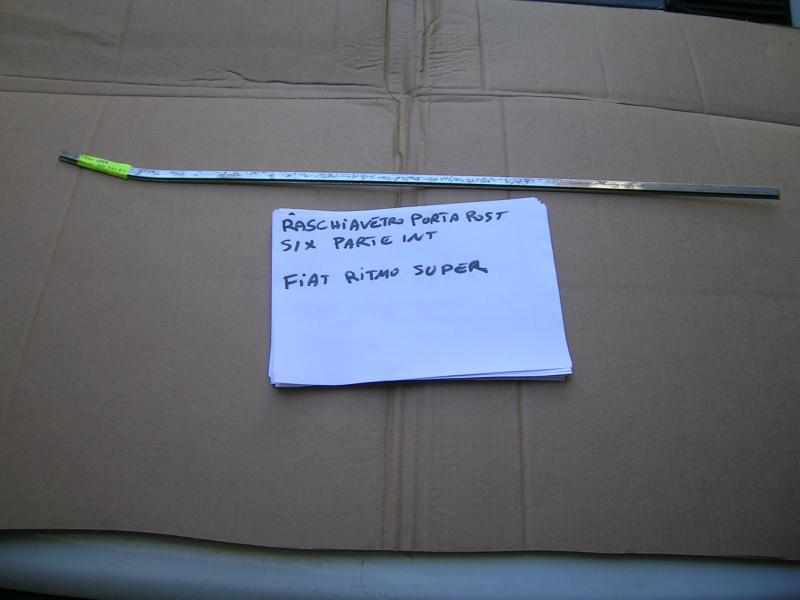 RASCHIAVETRO PORTA POST
SIX PARTE INT
FIAT RITMO SUPER